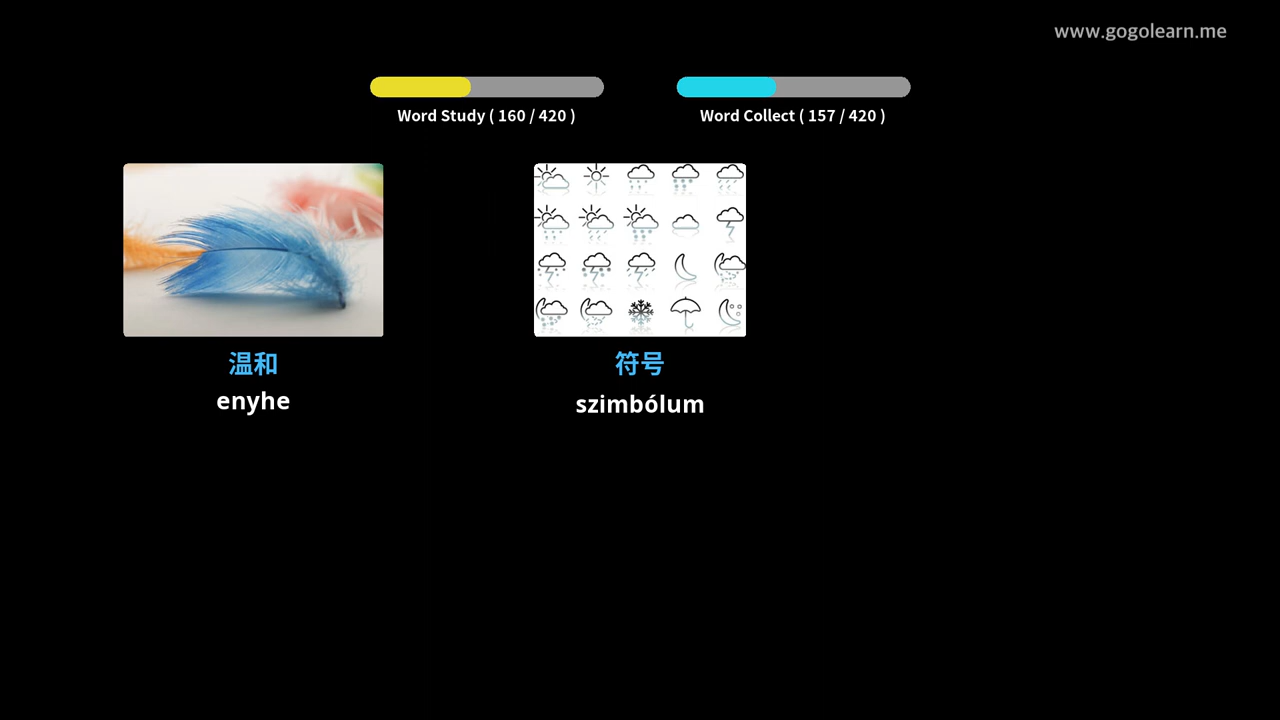 www.gogolearn.me
Word Study ( 160 / 420 )
Word Collect ( 157 / 420 )
温和
enyhe
符号
szimbólum